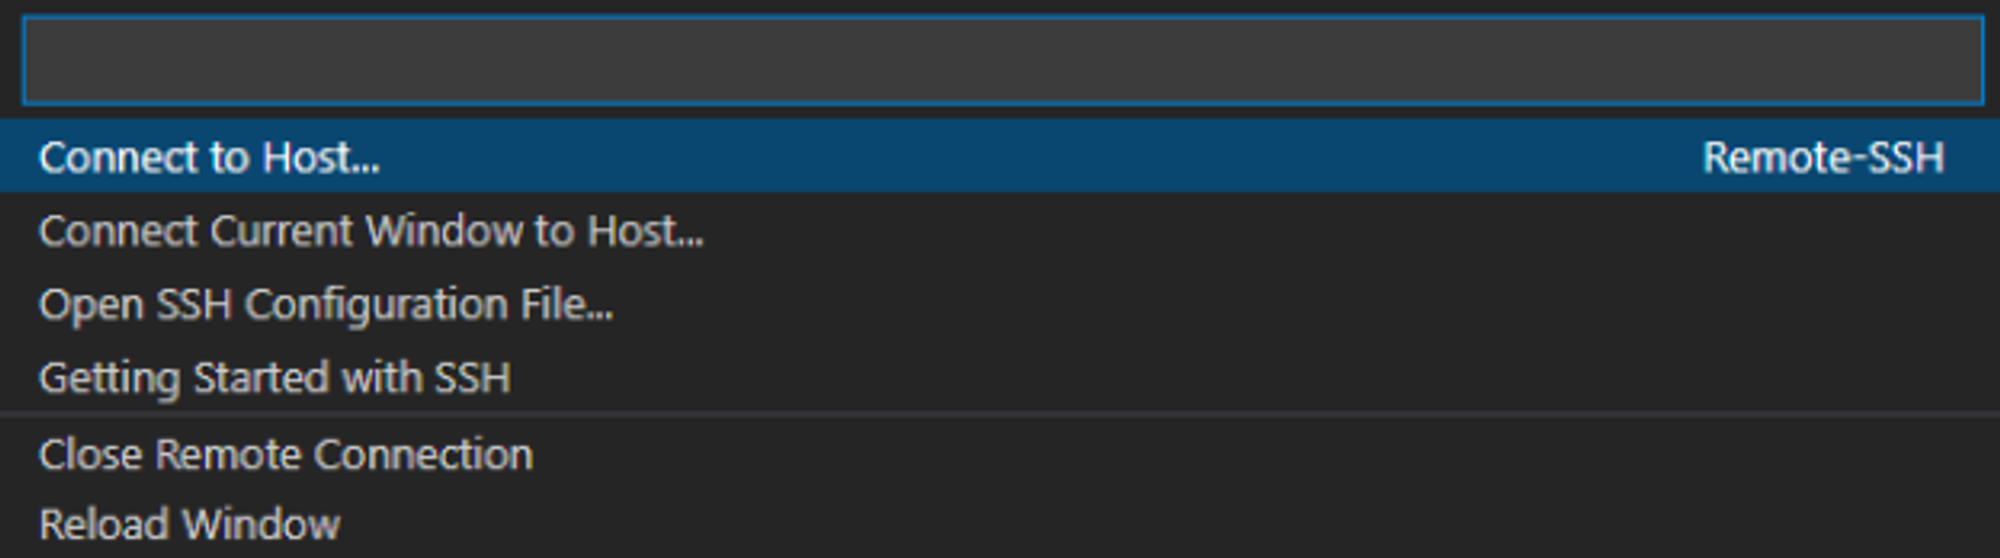 Connect to Host... Remote-SSH
Connect Current Window to Host...
Open SSH Configuration File...
Getting Started with SSH
Close Remote Connection
Reload Window